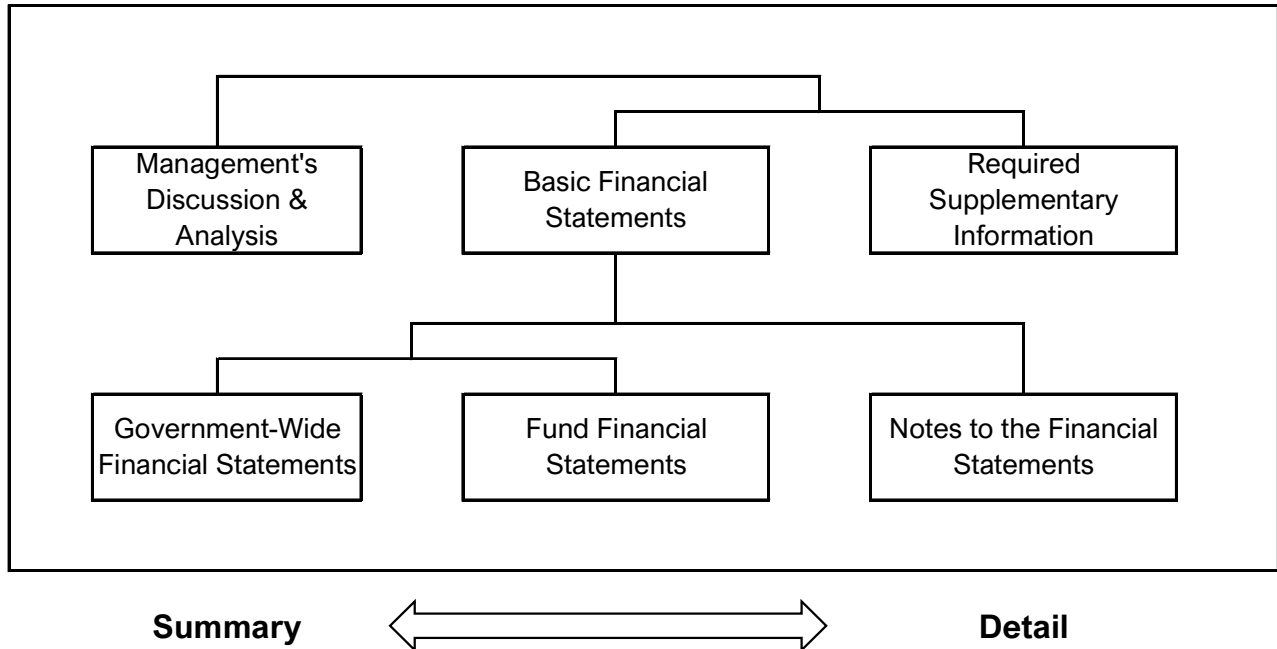 Management's
Discussion &
Analysis
Basic Financial
Statements
Required
Supplementary
Information
Government-Wide
Financial Statements
Fund Financial
Statements
Notes to the Financial
Statements
Summary
Detail